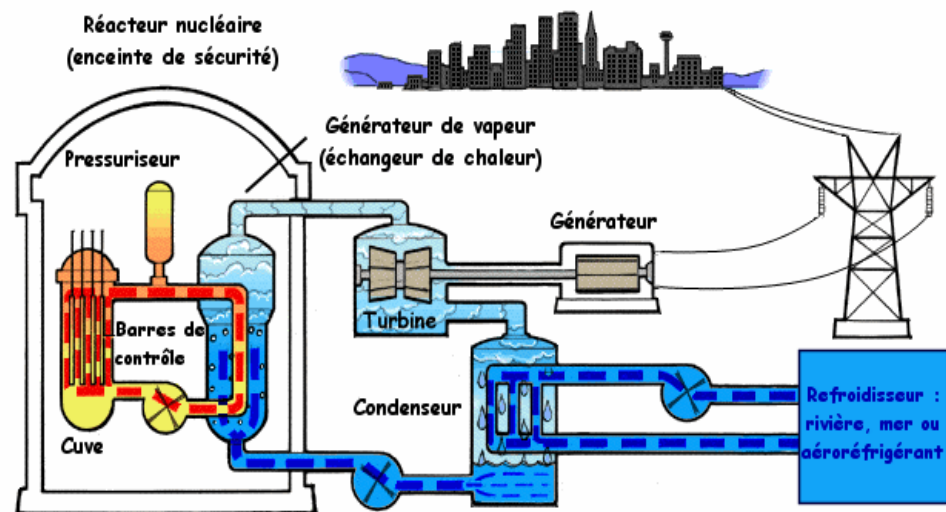 Réacteur nucléaire
(enceinte de sécurité)
Générateur de vapeur
(échangeur de chaleur)
Pressuriseur
Générateur
Turbine
Barres de
contrôle
Condenseur
Refroidisseur :
rivière, mer ou
aéroréfrigérant
Cuve